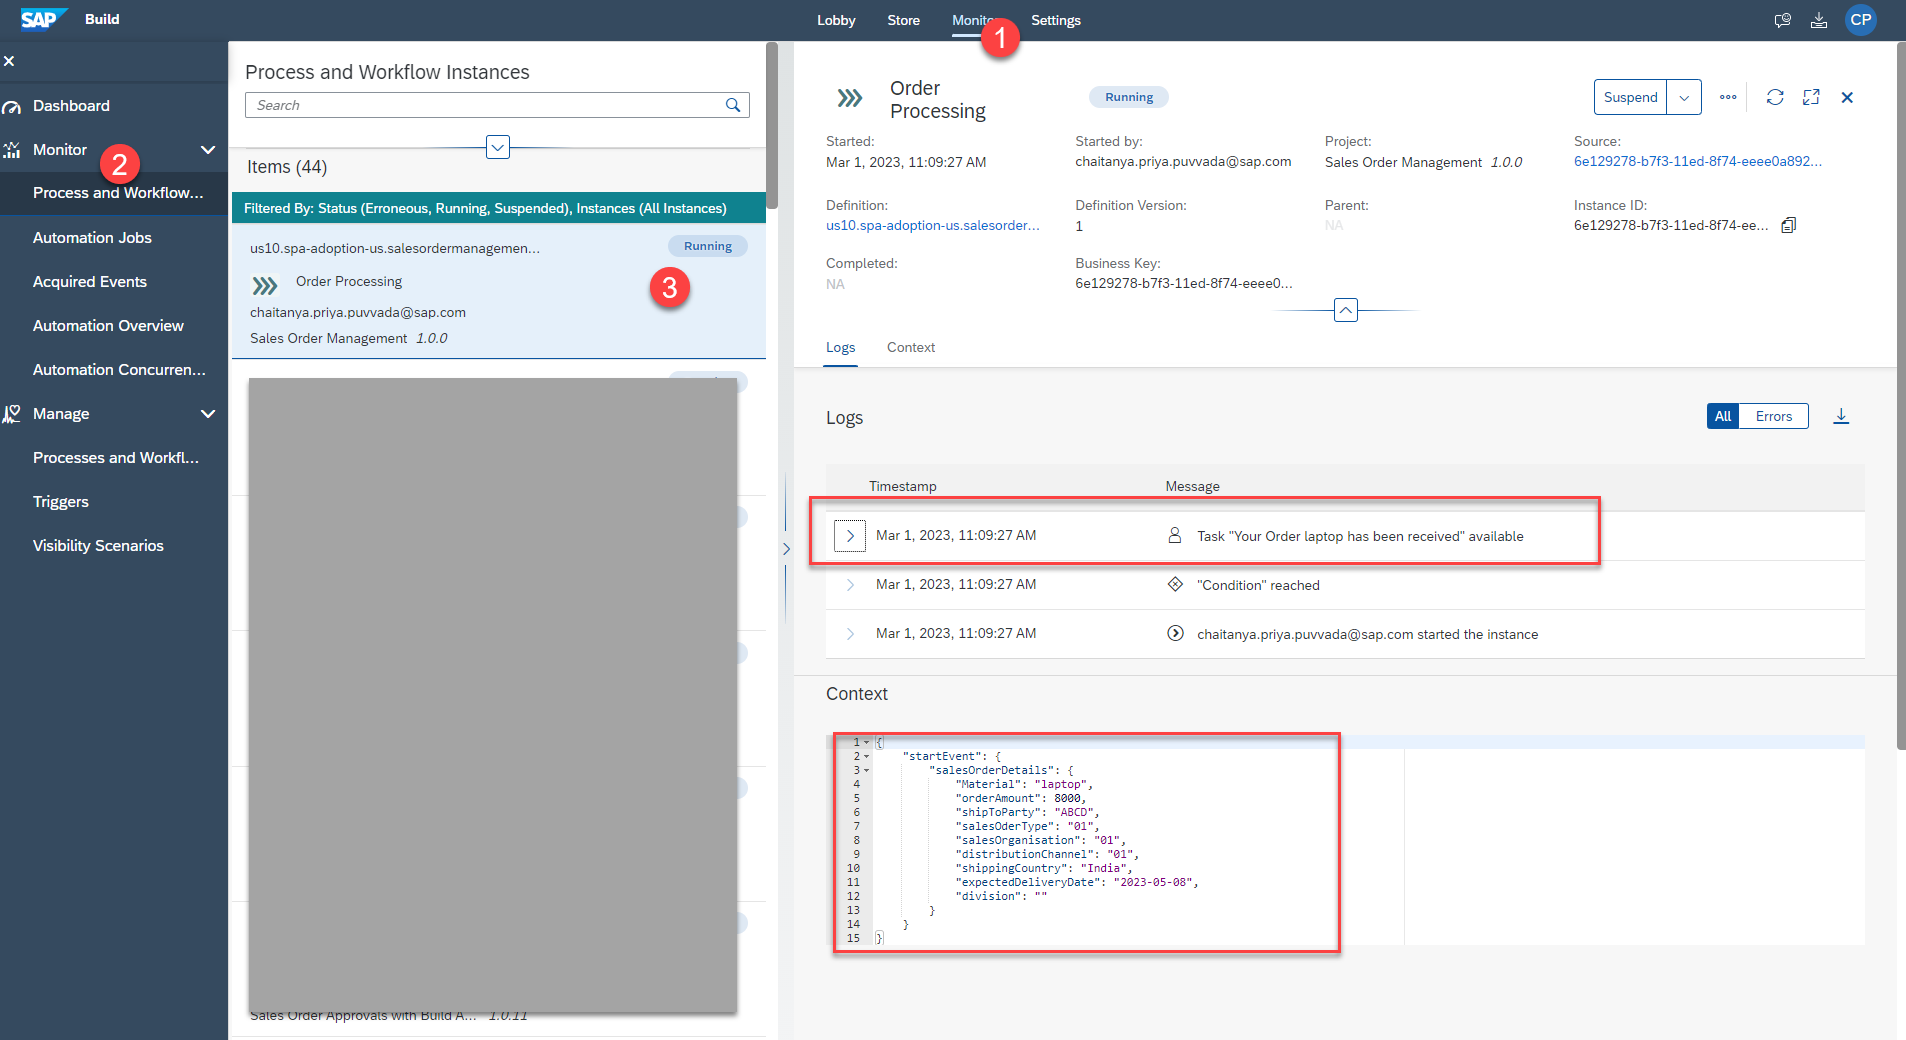 SAP Build
Lobby Store Monitor Settings
CP
1
Dashboard
Monitor
2
Process and Workflow...
Automation Jobs
Acquired Events
Automation Overview
Automation Concurren...
Manage
Processes and Workfl...
Triggers
Visibility Scenarios
Process and Workflow Instances
Search
Items (44)
Filtered By: Status (Erroneous, Running, Suspended), Instances (All Instances)
us10.spa-adoption-us.salesordermanagemen...
Running
Order Processing
3
chaitanya.priya.puvvada@sap.com
Sales Order Management 1.0.0
Sales Order Approvals with Build A... 1.0.11
Order
Processing
Running
Suspend
Started:
Mar 1, 2023, 11:09:27 AM
Started by:
chaitanya.priya.puvvada@sap.com
Project:
Sales Order Management 1.0.0
Source:
6e129278-b7f3-11ed-8f74-eeee0a892...
Definition:
us10.spa-adoption-us.salesorder...
Definition Version:
1
Parent:
NA
Instance ID:
6e129278-b7f3-11ed-8f74-ee...
Completed:
NA
Business Key:
6e129278-b7f3-11ed-8f74-eeee0...
Logs Context
Logs
All Errors
Timestamp Message
Mar 1, 2023, 11:09:27 AM Task "Your Order laptop has been received" available
Mar 1, 2023, 11:09:27 AM "Condition" reached
Mar 1, 2023, 11:09:27 AM chaitanya.priya.puvvada@sap.com started the instance
Context
1 {
2 "startEvent": {
3 "salesOrderDetails": {
4 "Material": "laptop",
5 "orderAmount": 8000,
6 "shipToParty": "ABCD",
7 "salesOderType": "01",
8 "salesOrganisation": "01",
9 "distributionChannel": "01",
10 "shippingCountry": "India",
11 "expectedDeliveryDate": "2023-05-08",
12 "division": ""
13 }
14 }
15 }